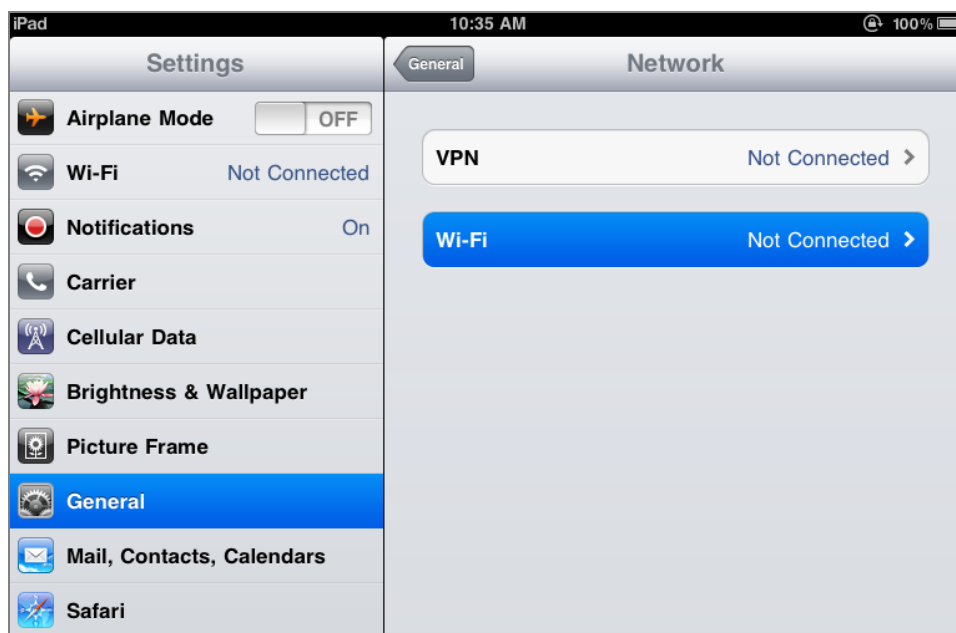 iPad 10:35 AM 100%
Settings
Airplane Mode OFF
Wi-Fi Not Connected
Notifications On
Carrier
Cellular Data
Brightness & Wallpaper
Picture Frame
General
Mail, Contacts, Calendars
Safari
General Network
VPN Not Connected
Wi-Fi Not Connected